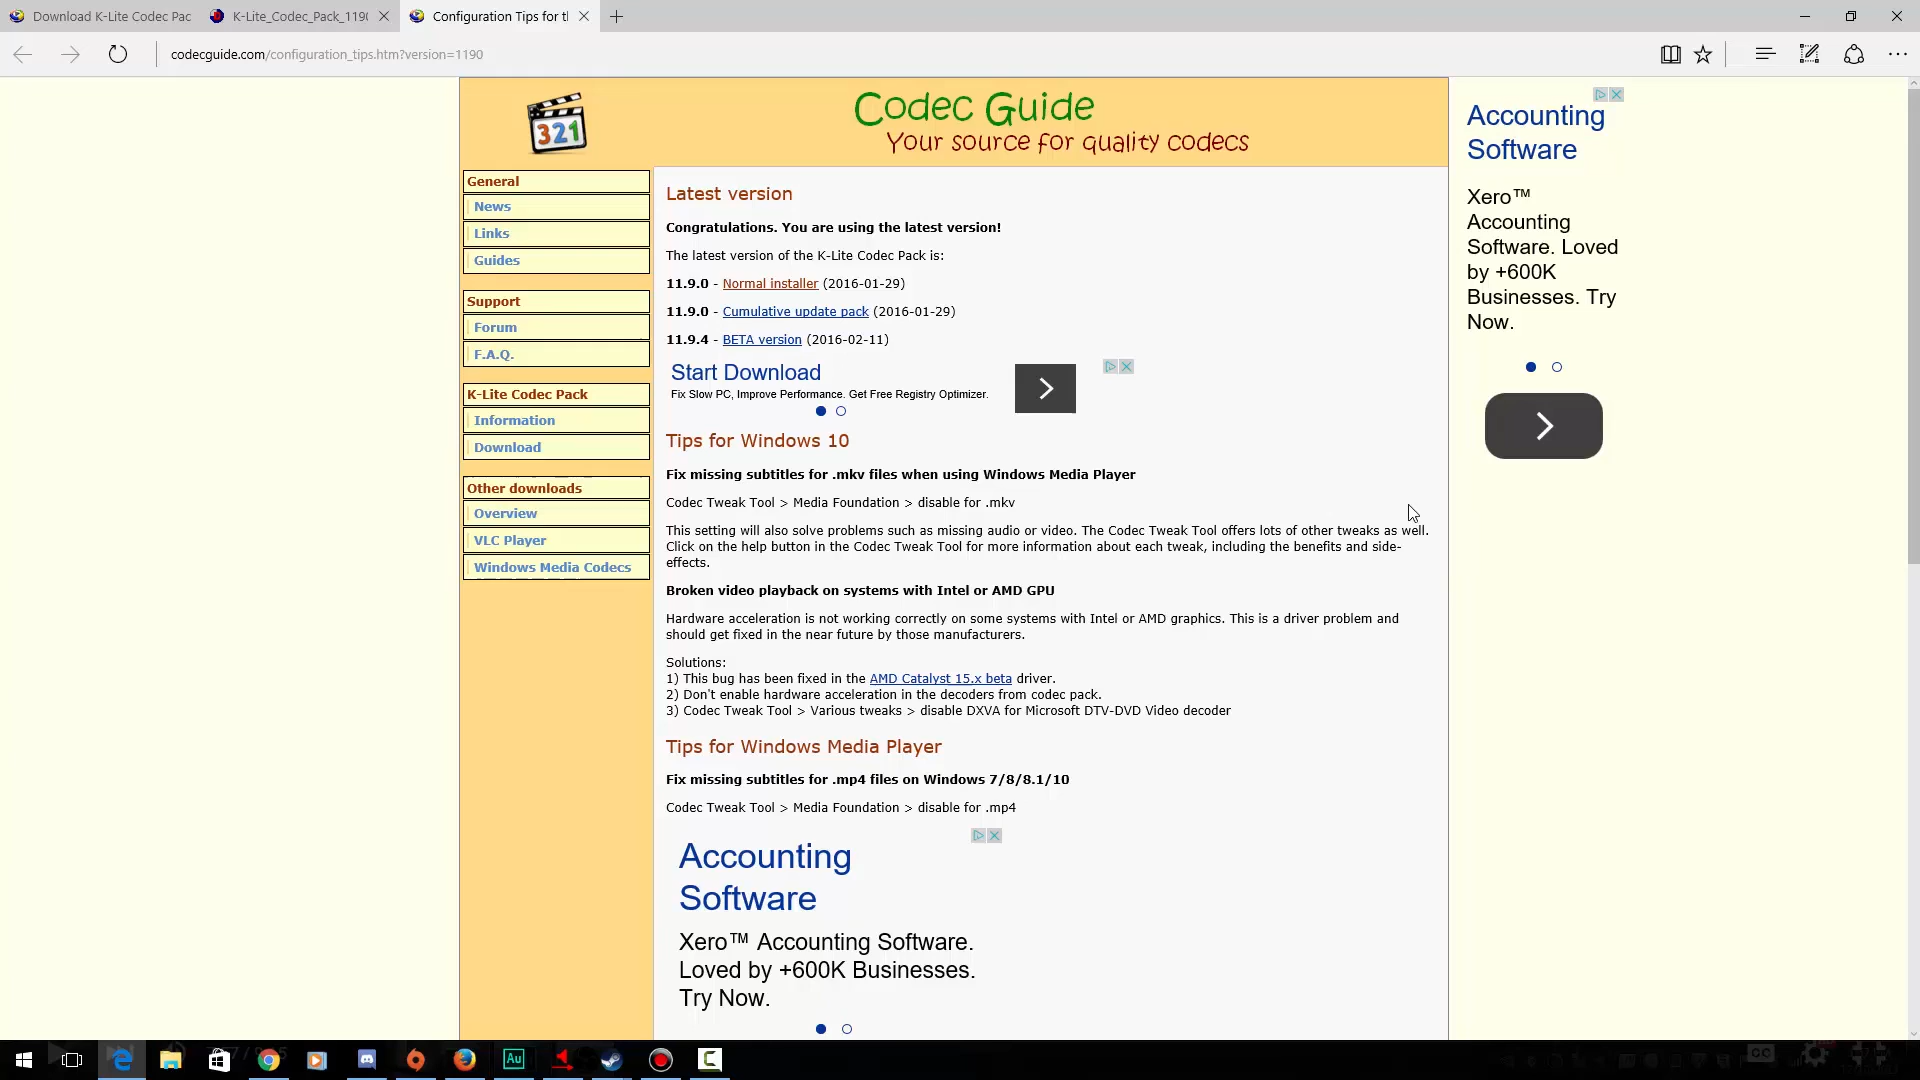 Download K-Lite Codec Pac
K-Lite_Codec_Pack_119(
Configuration Tips for tl
codecguide.com/configuration_tips.htm?version=1190
321
Codec Guide
Your source for quality codecs
General
News
Links
Guides
Support
Forum
F.A.Q.
K-Lite Codec Pack
Information
Download
Other downloads
Overview
VLC Player
Windows Media Codecs
Latest version
Congratulations. You are using the latest version!
The latest version of the K-Lite Codec Pack is:
11.9.0 - Normal installer (2016-01-29)
11.9.0 - Cumulative update pack (2016-01-29)
11.9.4 - BETA version (2016-02-11)
Start Download
Fix Slow PC, Improve Performance. Get Free Registry Optimizer.
Tips for Windows 10
Fix missing subtitles for .mkv files when using Windows Media Player
Codec Tweak Tool > Media Foundation > disable for .mkv
This setting will also solve problems such as missing audio or video. The Codec Tweak Tool offers lots of other tweaks as well.
Click on the help button in the Codec Tweak Tool for more information about each tweak, including the benefits and side-
effects.
Broken video playback on systems with Intel or AMD GPU
Hardware acceleration is not working correctly on some systems with Intel or AMD graphics. This is a driver problem and
should get fixed in the near future by those manufacturers.
Solutions:
1) This bug has been fixed in the AMD Catalyst 15.x beta driver.
2) Don't enable hardware acceleration in the decoders from codec pack.
3) Codec Tweak Tool > Various tweaks > disable DXVA for Microsoft DTV-DVD Video decoder
Tips for Windows Media Player
Fix missing subtitles for .mp4 files on Windows 7/8/8.1/10
Codec Tweak Tool > Media Foundation > disable for .mp4
Accounting
Software
Xero™ Accounting Software.
Loved by +600K Businesses.
Try Now.
Accounting
Software
Xero™
Accounting
Software. Loved
by +600K
Businesses. Try
Now.
Au
CC